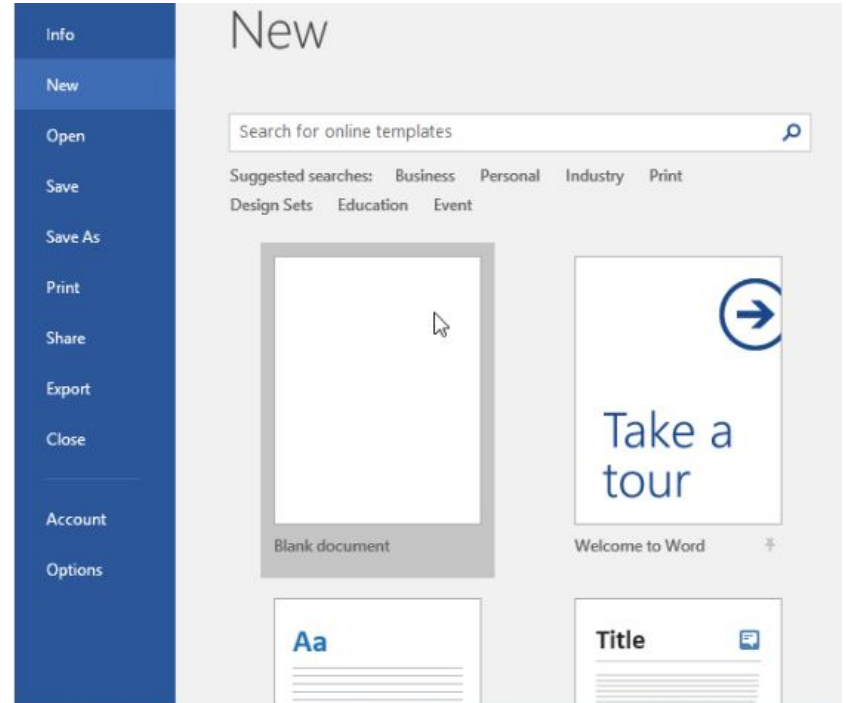 Info
New
Open
Save
Save As
Print
Share
Export
Close
Account
Options
New
Search for online templates
Suggested searches: Business Personal Industry Print
Design Sets Education Event
Take a
tour
Blank document
Welcome to Word
Aa
Title